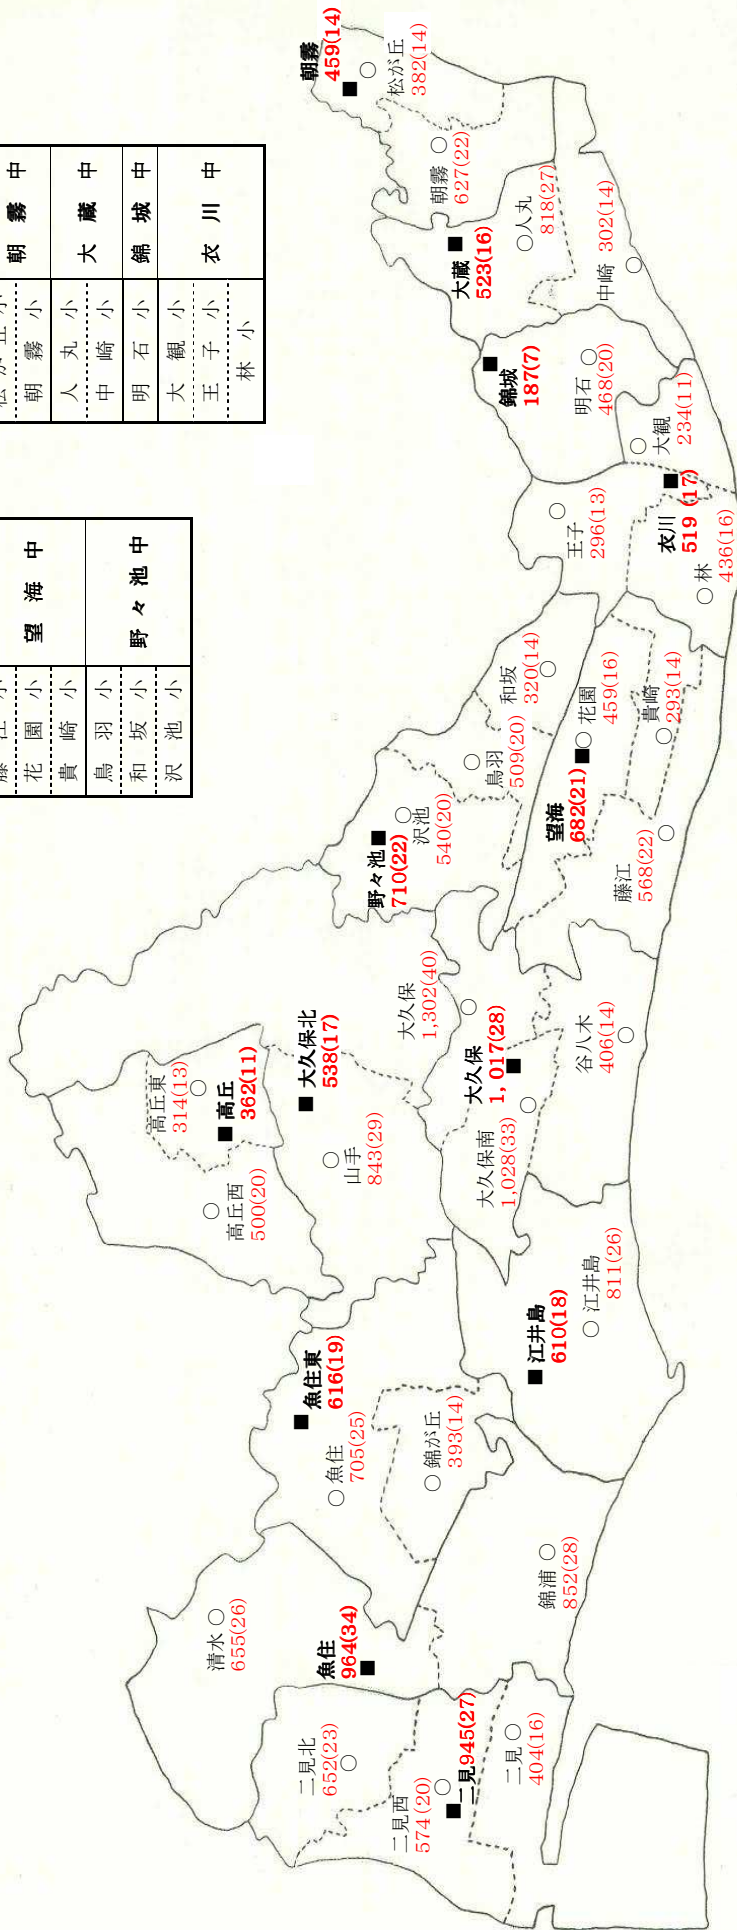 松が丘小
朝霧小
朝霧中
人丸小
中崎小
大蔵中
明石小
錦城中
大観小
王子小
林小
衣川中
藤江小
花園小
貴崎小
望海中
鳥羽小
和坂小
沢池小
野々池中
清水
655(26)
魚住
964(34)
二見北
652(23)
二見西
574(20)
二見945(27)
二見
404(16)
錦浦
852(28)
魚住東
616(19)
魚住
705(25)
錦が丘
393(14)
江井島
610(18)
江井島
811(26)
高丘西
500(20)
高丘東
314(13)
高丘
362(11)
大久保北
538(17)
山手
843(29)
大久保
1,302(40)
大久保
1,017(28)
大久保南
1,028(33)
谷八木
406(14)
野々池
710(22)
沢池
540(20)
鳥羽
509(20)
和坂
320(14)
望海
682(21)
花園
459(16)
貴崎
293(14)
藤江
568(22)
王子
296(13)
衣川
519 (17)
林
436(16)
大観
234(11)
錦城
187(7)
明石
468(20)
大蔵
523(16)
人丸
818(27)
中崎 302(14)
朝霧
627(22)
朝霧
459(14)
松が丘
382(14)